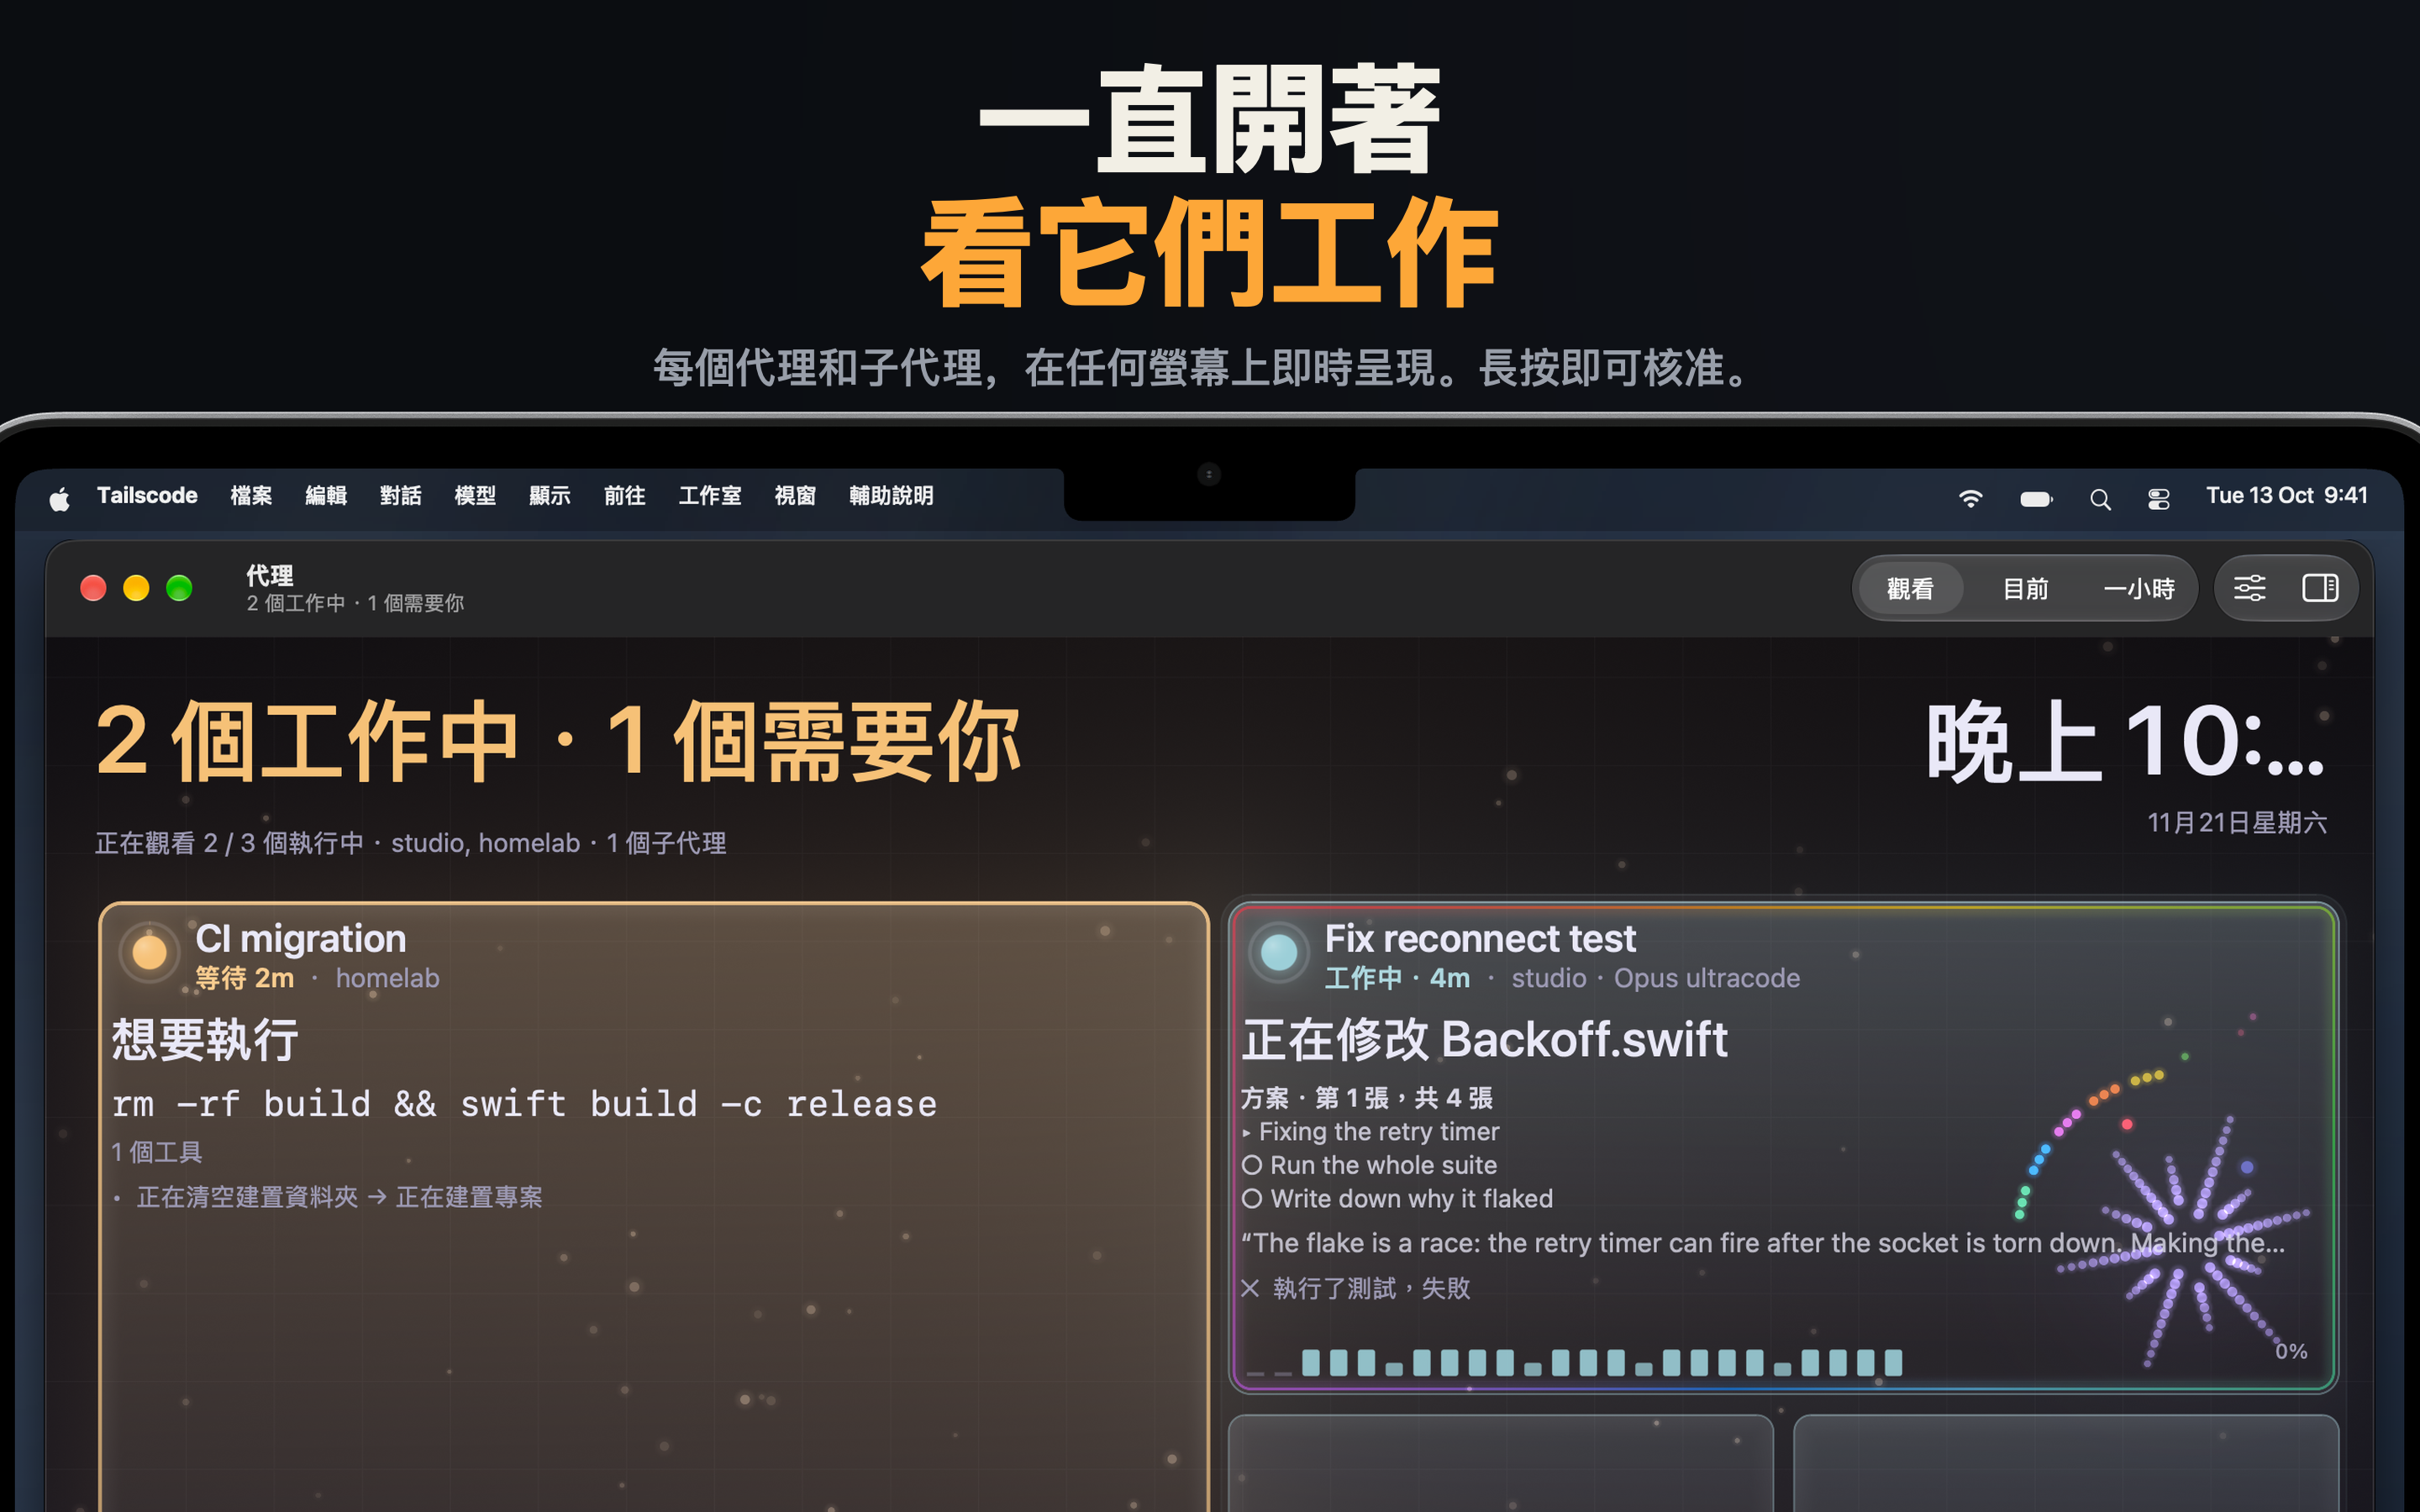 一直開著
看它們工作
每個代理和子代理，在任何螢幕上即時呈現。長按即可核准。
Tailscode 檔案 編輯 對話 模型 顯示 前往 工作室 視窗 輔助說明 Tue 13 Oct 9:41
代理
2 個工作中 · 1 個需要你
觀看 目前 一小時
2 個工作中 · 1 個需要你
晚上 10:...
11月21日星期六
正在觀看 2 / 3 個執行中 · studio, homelab · 1 個子代理
CI migration
等待 2m · homelab
想要執行
rm -rf build && swift build -c release
1 個工具
• 正在清空建置資料夾 → 正在建置專案
Fix reconnect test
工作中 · 4m · studio · Opus ultracode
正在修改 Backoff.swift
方案 · 第 1 張，共 4 張
▸ Fixing the retry timer
○ Run the whole suite
○ Write down why it flaked
“The flake is a race: the retry timer can fire after the socket is torn down. Making the...
× 執行了測試，失敗
0%